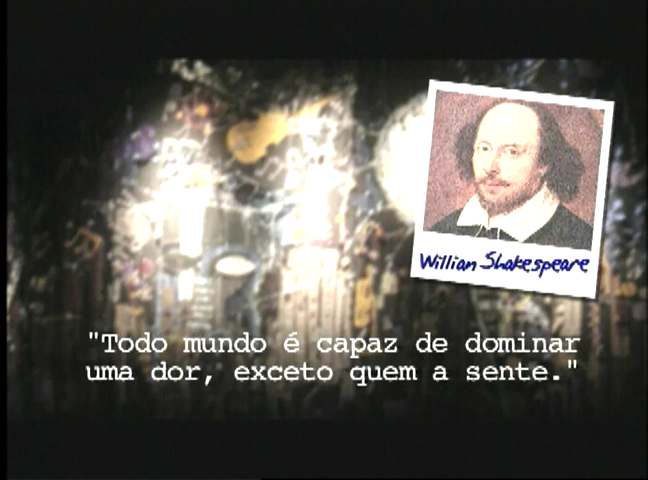 Willian Shakespeare
"Todo mundo é capaz de dominar
uma dor, exceto quem a sente."